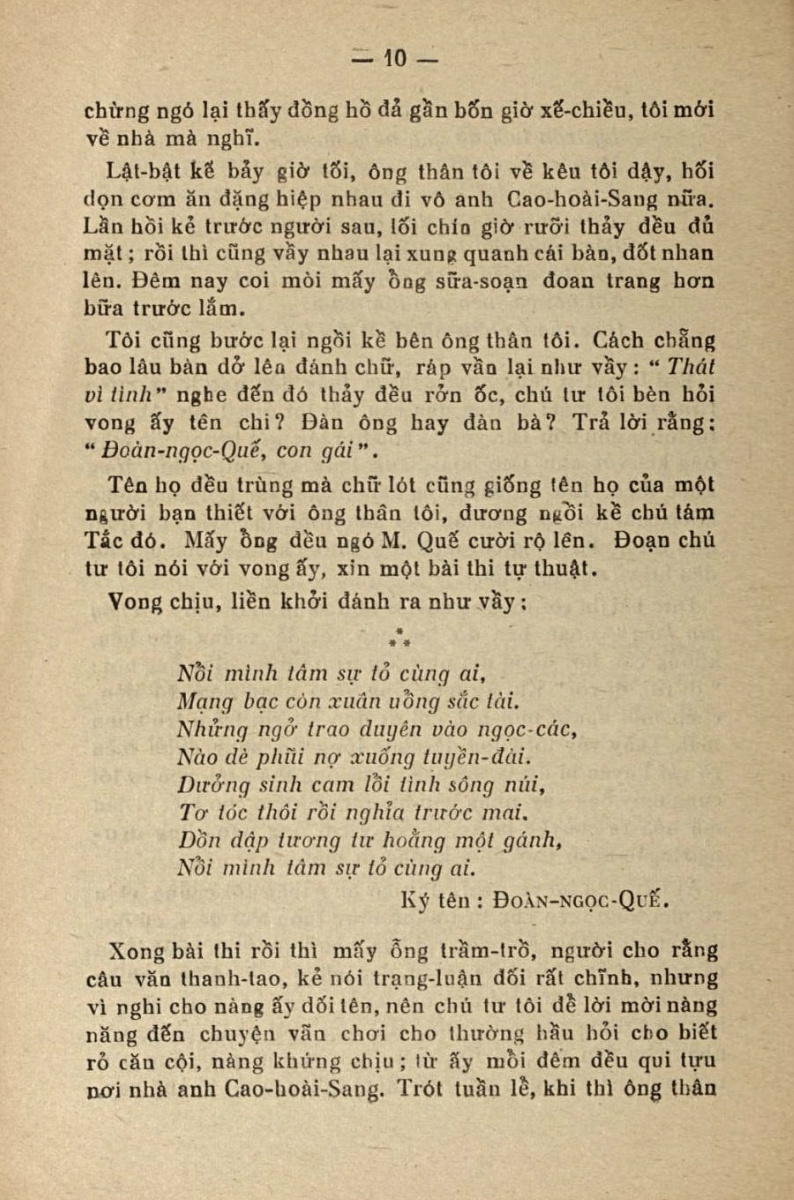 — 10 —
chừng ngó lại thấy đồng hồ đả gần bốn giờ xế-chiều, tôi mới
về nhà mà nghĩ.
Lật-bật kế bảy giờ tối, ông thân tôi về kêu tôi dậy, hối
dọn cơm ăn đặng hiệp nhau đi vô anh Cao-hoài-Sang nữa.
Lần hồi kẻ trước người sau, lối chín giờ rưỡi thảy đều đủ
mặt ; rồi thì cũng vầy nhau lại xung quanh cái bàn, đốt nhan
lên. Đêm nay coi mòi mấy ổng sữa-soạn đoan trang hơn
bữa trước lắm.
Tôi cũng bước lại ngồi kề bên ông thân tôi. Cách chẳng
bao lâu bàn dở lên đánh chữ, ráp vần lại như vầy : “ Thát
vì tình” nghe đến đó thảy đều rởn ốc, chú tư tôi bèn hỏi
vong ấy tên chi ? Đàn ông hay đàn bà ? Trả lời rằng :
“ Đoàn-ngọc-Quế, con gái ”.
Tên họ đều trùng mà chữ lót cũng giống tên họ của một
người bạn thiết với ông thân tôi, đương ngồi kề chú tám
Tắc đó. Mấy ổng đều ngó M. Quế cười rộ lên. Đoạn chú
tư tôi nói với vong ấy, xin một bài thi tự thuật.
Vong chịu, liền khởi đánh ra như vầy :
⁂
Nỗi mình tâm sự tỏ cùng ai,
Mạng bạc còn xuân uổng sắc tài.
Những ngở trao duyên vào ngọc-các,
Nào dè phũi nợ xuống tuyền-đài.
Dưởng sinh cam lồi tình sông núi,
Tơ tóc thôi rồi nghĩa trước mai.
Dồn dập tương tư hoằng một gánh,
Nỗi mình tâm sự tỏ cùng ai.
Ký tên : ĐOÀN-NGỌC-QUẾ.
Xong bài thi rồi thì mấy ổng trầm-trồ, người cho rằng
câu văn thanh-tao, kẻ nói trạng-luận đối rất chĩnh, nhưng
vì nghi cho nàng ấy dối tên, nên chú tư tôi để lời mời nàng
năng đến chuyện vãn chơi cho thường hầu hỏi cho biết
rỏ căn cội, nàng khứng chịu ; từ ấy mỗi đêm đều qui tựu
nơi nhà anh Cao-hoài-Sang. Trót tuần lễ, khi thì ông thân